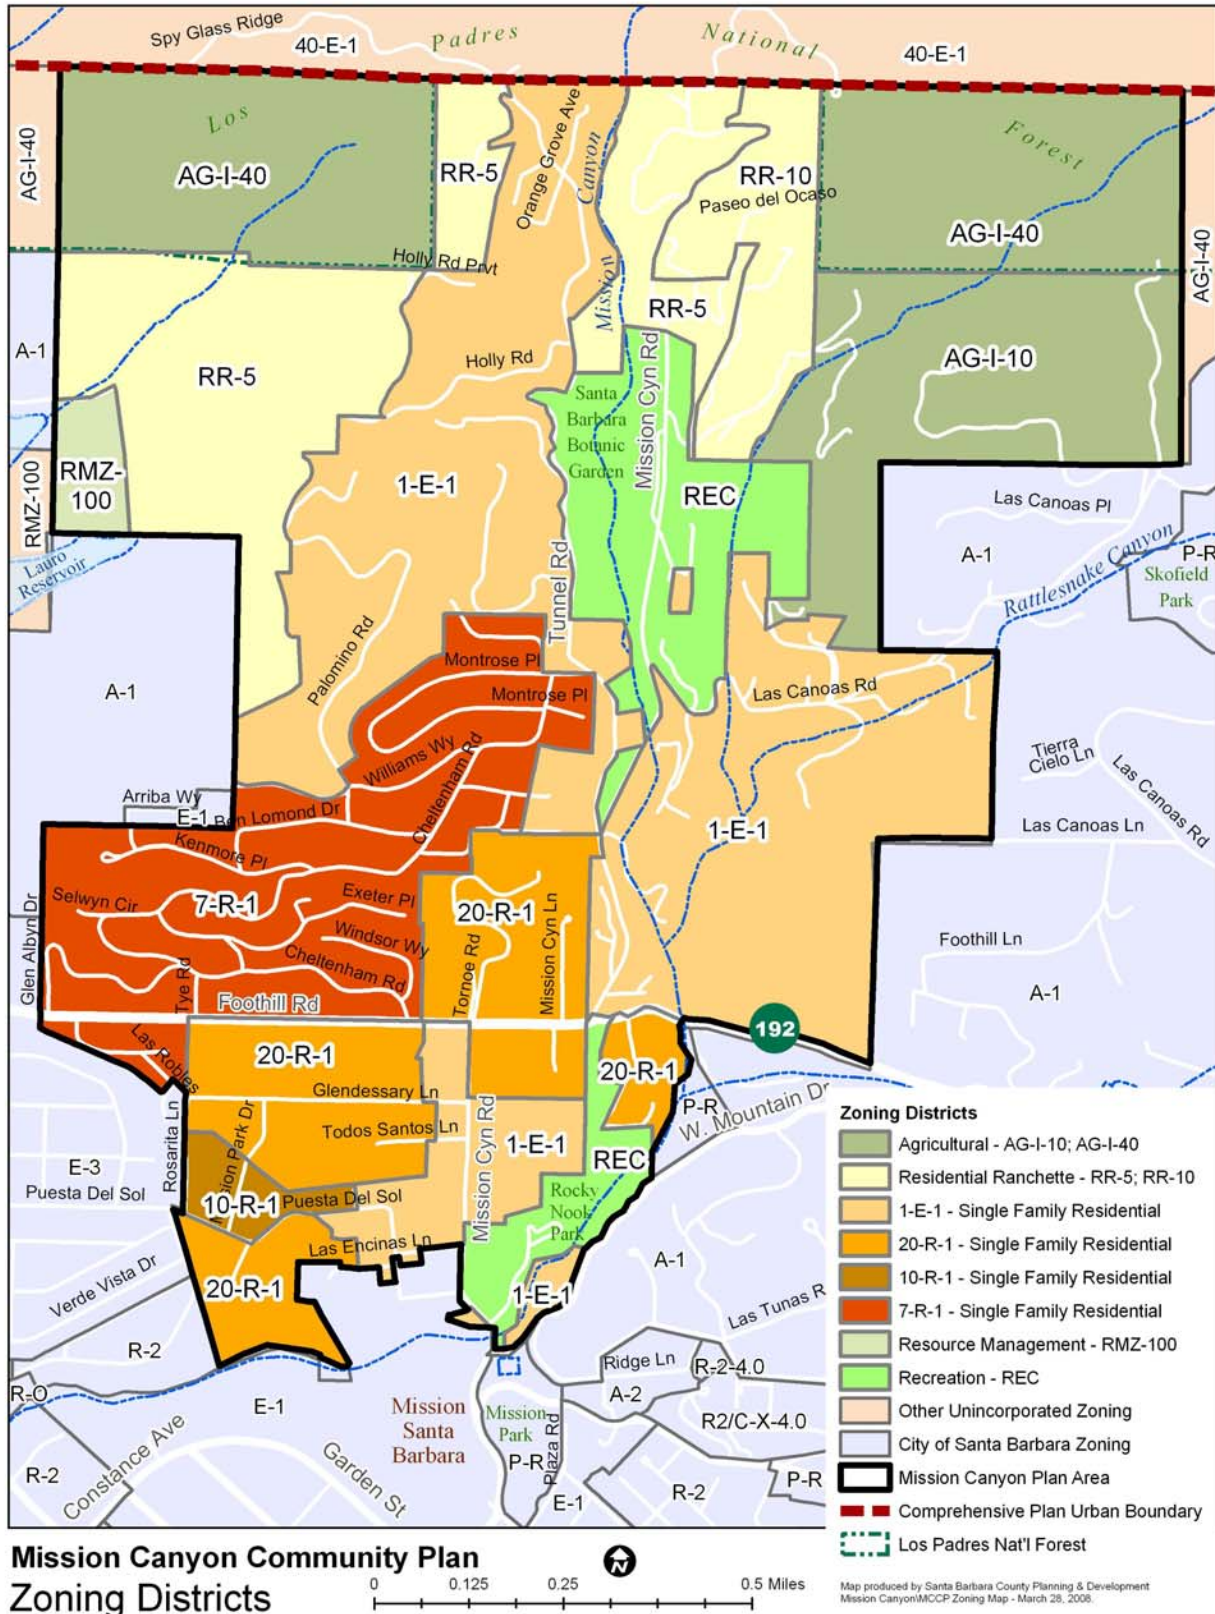 Spy Glass Ridge
40-E-1
Padres
National
40-E-1
Los
Forest
AG-I-40
AG-I-40
RR-5
Orange Grove Ave
Canyon
RR-10
Paseo del Ocaso
AG-I-40
AG-I-40
Holly Rd Prvt
Mission
RR-5
A-1
RR-5
Holly Rd
Mission Cyn Rd
AG-I-10
Santa
Barbara
Botanic
Garden
RMZ-100
RMZ-
100
1-E-1
REC
Las Canoas Pl
Lauro
Reservoir
Tunnel Rd
A-1
Rattlesnake Canyon
P-R
Skofield
Park
Palomino Rd
Montrose Pl
A-1
Montrose Pl
Las Canoas Rd
Williams Wy
Cheltenham Rd
Tierra
Cielo Ln
Las Canoas Rd
Arriba Wy
E-1
Ben Lomond Dr
1-E-1
Las Canoas Ln
Kenmore Pl
Selwyn Cir
7-R-1
Exeter Pl
20-R-1
Mission Cyn Ln
Glen Albyn Dr
Windsor Wy
Tornoe Rd
Foothill Ln
Tye Rd
Cheltenham Rd
A-1
Foothill Rd
192
Las Robles
20-R-1
20-R-1
Glendessary Ln
P-R
W. Mountain Dr
Rosarita Ln
Mission Park Dr
Todos Santos Ln
Mission Cyn Rd
1-E-1
REC
E-3
Puesta Del Sol
10-R-1
Puesta Del Sol
Rocky
Nook
Park
Las Encinas Ln
Verde Vista Dr
20-R-1
1-E-1
A-1
Las Tunas R
R-2
Ridge Ln
R-2-4.0
R-O
E-1
A-2
Mission
Santa
Barbara
Mission
Park
P-R
Plaza Rd
R2/C-X-4.0
R-2
Constance Ave
Garden St
E-1
R-2
P-R
Zoning Districts
Agricultural - AG-I-10; AG-I-40
Residential Ranchette - RR-5; RR-10
1-E-1 - Single Family Residential
20-R-1 - Single Family Residential
10-R-1 - Single Family Residential
7-R-1 - Single Family Residential
Resource Management - RMZ-100
Recreation - REC
Other Unincorporated Zoning
City of Santa Barbara Zoning
Mission Canyon Plan Area
Comprehensive Plan Urban Boundary
Los Padres Nat'l Forest
Mission Canyon Community Plan
Zoning Districts
N
0 0.125 0.25 0.5 Miles
Map produced by Santa Barbara County Planning & Development
Mission Canyon\MCCP Zoning Map - March 28, 2008.